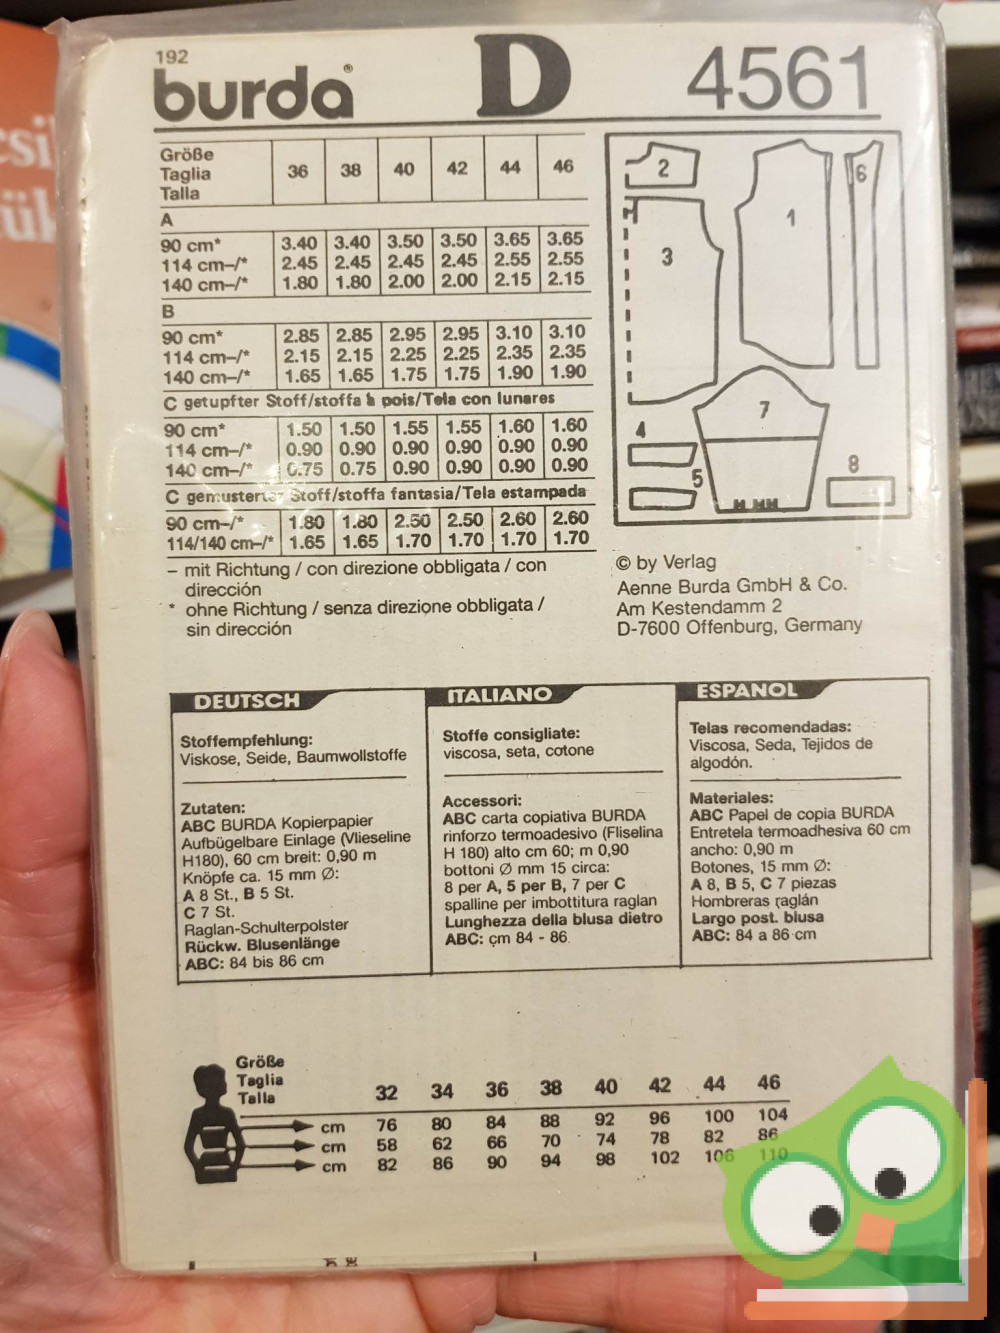 192
burda® D 4561
Größe
Taglia
Talla
36 38 40 42 44 46
A
90 cm* 3.40 3.40 3.50 3.50 3.65 3.65
114 cm–/* 2.45 2.45 2.45 2.45 2.55 2.55
140 cm–/* 1.80 1.80 2.00 2.00 2.15 2.15
B
90 cm* 2.85 2.85 2.95 2.95 3.10 3.10
114 cm–/* 2.15 2.15 2.25 2.25 2.35 2.35
140 cm–/* 1.65 1.65 1.75 1.75 1.90 1.90
C getupfter Stoff/stoffa à pois/Tela con lunares
90 cm* 1.50 1.50 1.55 1.55 1.60 1.60
114 cm–/* 0.90 0.90 0.90 0.90 0.90 0.90
140 cm–/* 0.75 0.75 0.90 0.90 0.90 0.90
C gemusterter Stoff/stoffa fantasia/Tela estampada
90 cm–/* 1.80 1.80 2.50 2.50 2.60 2.60
114/140 cm–/* 1.65 1.65 1.70 1.70 1.70 1.70
– mit Richtung / con direzione obbligata / con
dirección
* ohne Richtung / senza direzione obbligata /
sin dirección
2
1
6
3
7
4
5
8
© by Verlag
Aenne Burda GmbH & Co.
Am Kestendamm 2
D-7600 Offenburg, Germany
DEUTSCH
Stoffempfehlung:
Viskose, Seide, Baumwollstoffe
Zutaten:
ABC BURDA Kopierpapier
Aufbügelbare Einlage (Vlieseline
H180), 60 cm breit: 0,90 m
Knöpfe ca. 15 mm Ø:
A 8 St., B 5 St.
C 7 St.
Raglan-Schulterpolster
Rückw. Blusenlänge
ABC: 84 bis 86 cm
ITALIANO
Stoffe consigliate:
viscosa, seta, cotone
Accessori:
ABC carta copiativa BURDA
rinforzo termoadesivo (Fliselina
H 180) alto cm 60; m 0,90
bottoni Ø mm 15 circa:
8 per A, 5 per B, 7 per C
spalline per imbottitura raglan
Lunghezza della blusa dietro
ABC: cm 84 - 86
ESPANOL
Telas recomendadas:
Viscosa, Seda, Tejidos de
algodón.
Materiales:
ABC Papel de copia BURDA
Entretela termoadhesiva 60 cm
ancho: 0,90 m
Botones, 15 mm Ø:
A 8, B 5, C 7 piezas
Hombreras raglán
Largo post. blusa
ABC: 84 a 86 cm
Größe
Taglia
Talla
32 34 36 38 40 42 44 46
cm 76 80 84 88 92 96 100 104
cm 58 62 66 70 74 78 82 86
cm 82 86 90 94 98 102 106 110